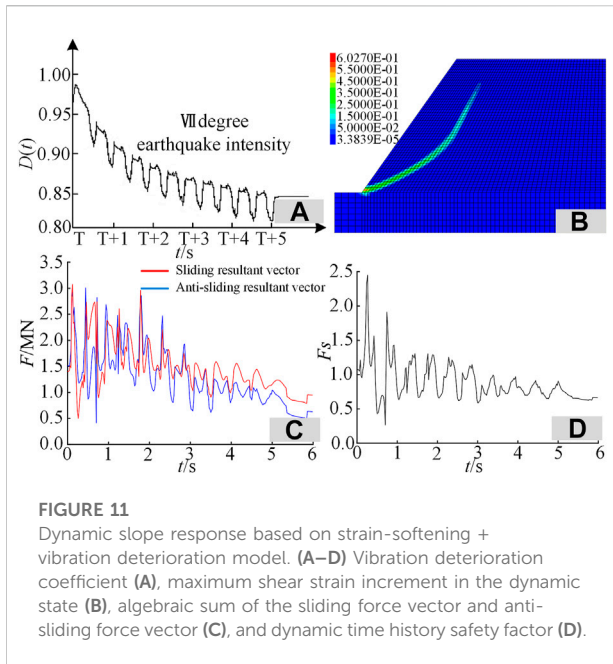 1.00
0.95
0.90
0.85
0.80
D(t)
Ⅶ degree
earthquake intensity
T T+1 T+2 T+3 T+4 T+5
t/s
A
6.0270E-01
5.5000E-01
4.5000E-01
3.5000E-01
2.5000E-01
1.5000E-01
5.0000E-02
3.3839E-05
B
Sliding resultant vector
Anti-sliding resultant vector
3.5
3.0
2.5
2.0
1.5
1.0
0.5
0.0
F/MN
0 1 2 3 4 5 6
t/s
C
2.5
2.0
1.5
1.0
0.5
0.0
Fs
0 1 2 3 4 5 6
t/s
D
FIGURE 11
Dynamic slope response based on strain-softening +
vibration deterioration model. (A–D) Vibration deterioration
coefficient (A), maximum shear strain increment in the dynamic
state (B), algebraic sum of the sliding force vector and anti-
sliding force vector (C), and dynamic time history safety factor (D).